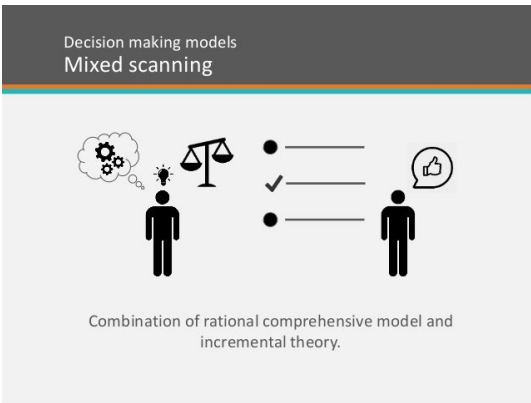 Decision making models
Mixed scanning
Combination of rational comprehensive model and
incremental theory.